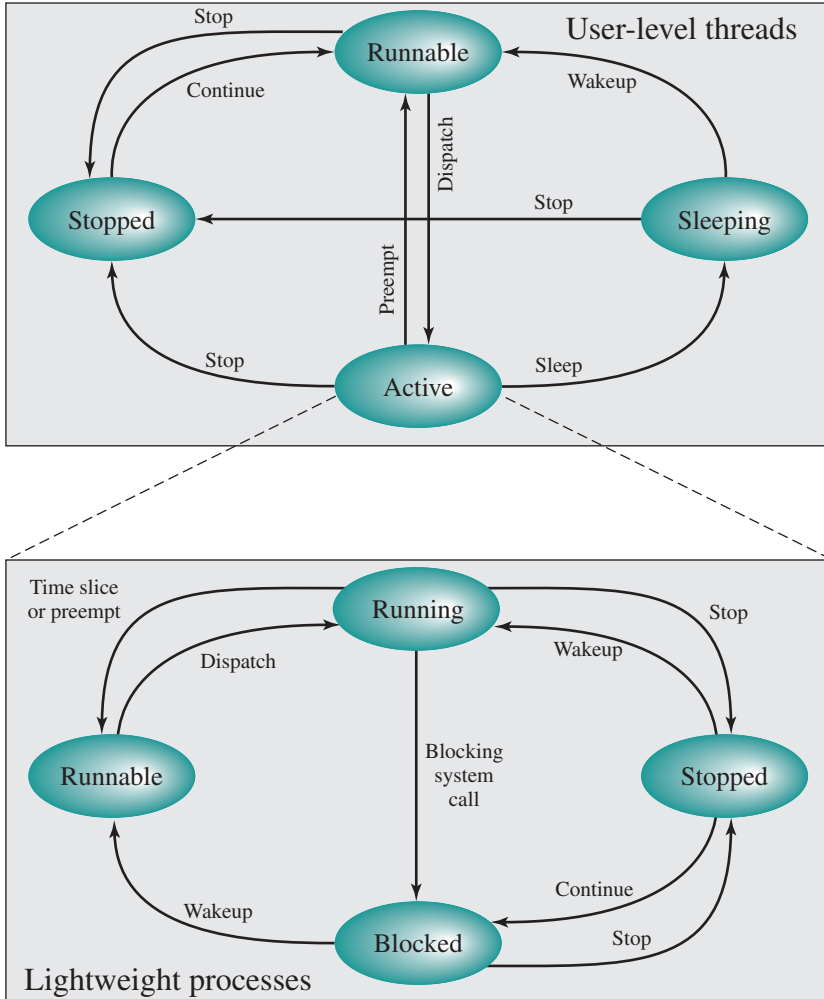 User-level threads
Stop
Runnable
Continue
Wakeup
Dispatch
Stopped
Stop
Sleeping
Preempt
Stop
Sleep
Active
Time slice
or preempt
Running
Stop
Dispatch
Wakeup
Runnable
Blocking
system
call
Stopped
Wakeup
Continue
Blocked
Stop
Lightweight processes